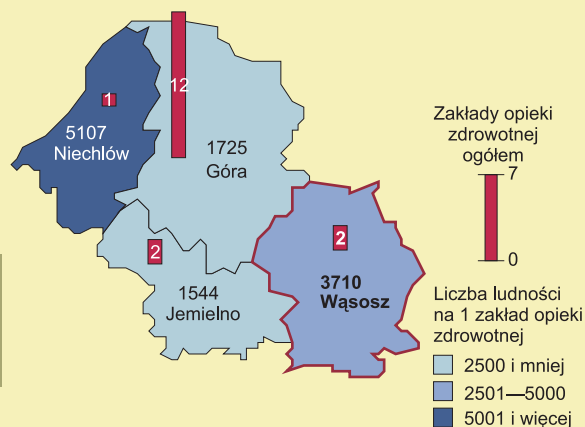 12
1
5107
Niechlów
1725
Góra
2
1544
Jemielno
2
3710
Wąsosz
Zakłady opieki
zdrowotnej
ogółem
7
0
Liczba ludności
na 1 zakład opieki
zdrowotnej
2500 i mniej
2501—5000
5001 i więcej